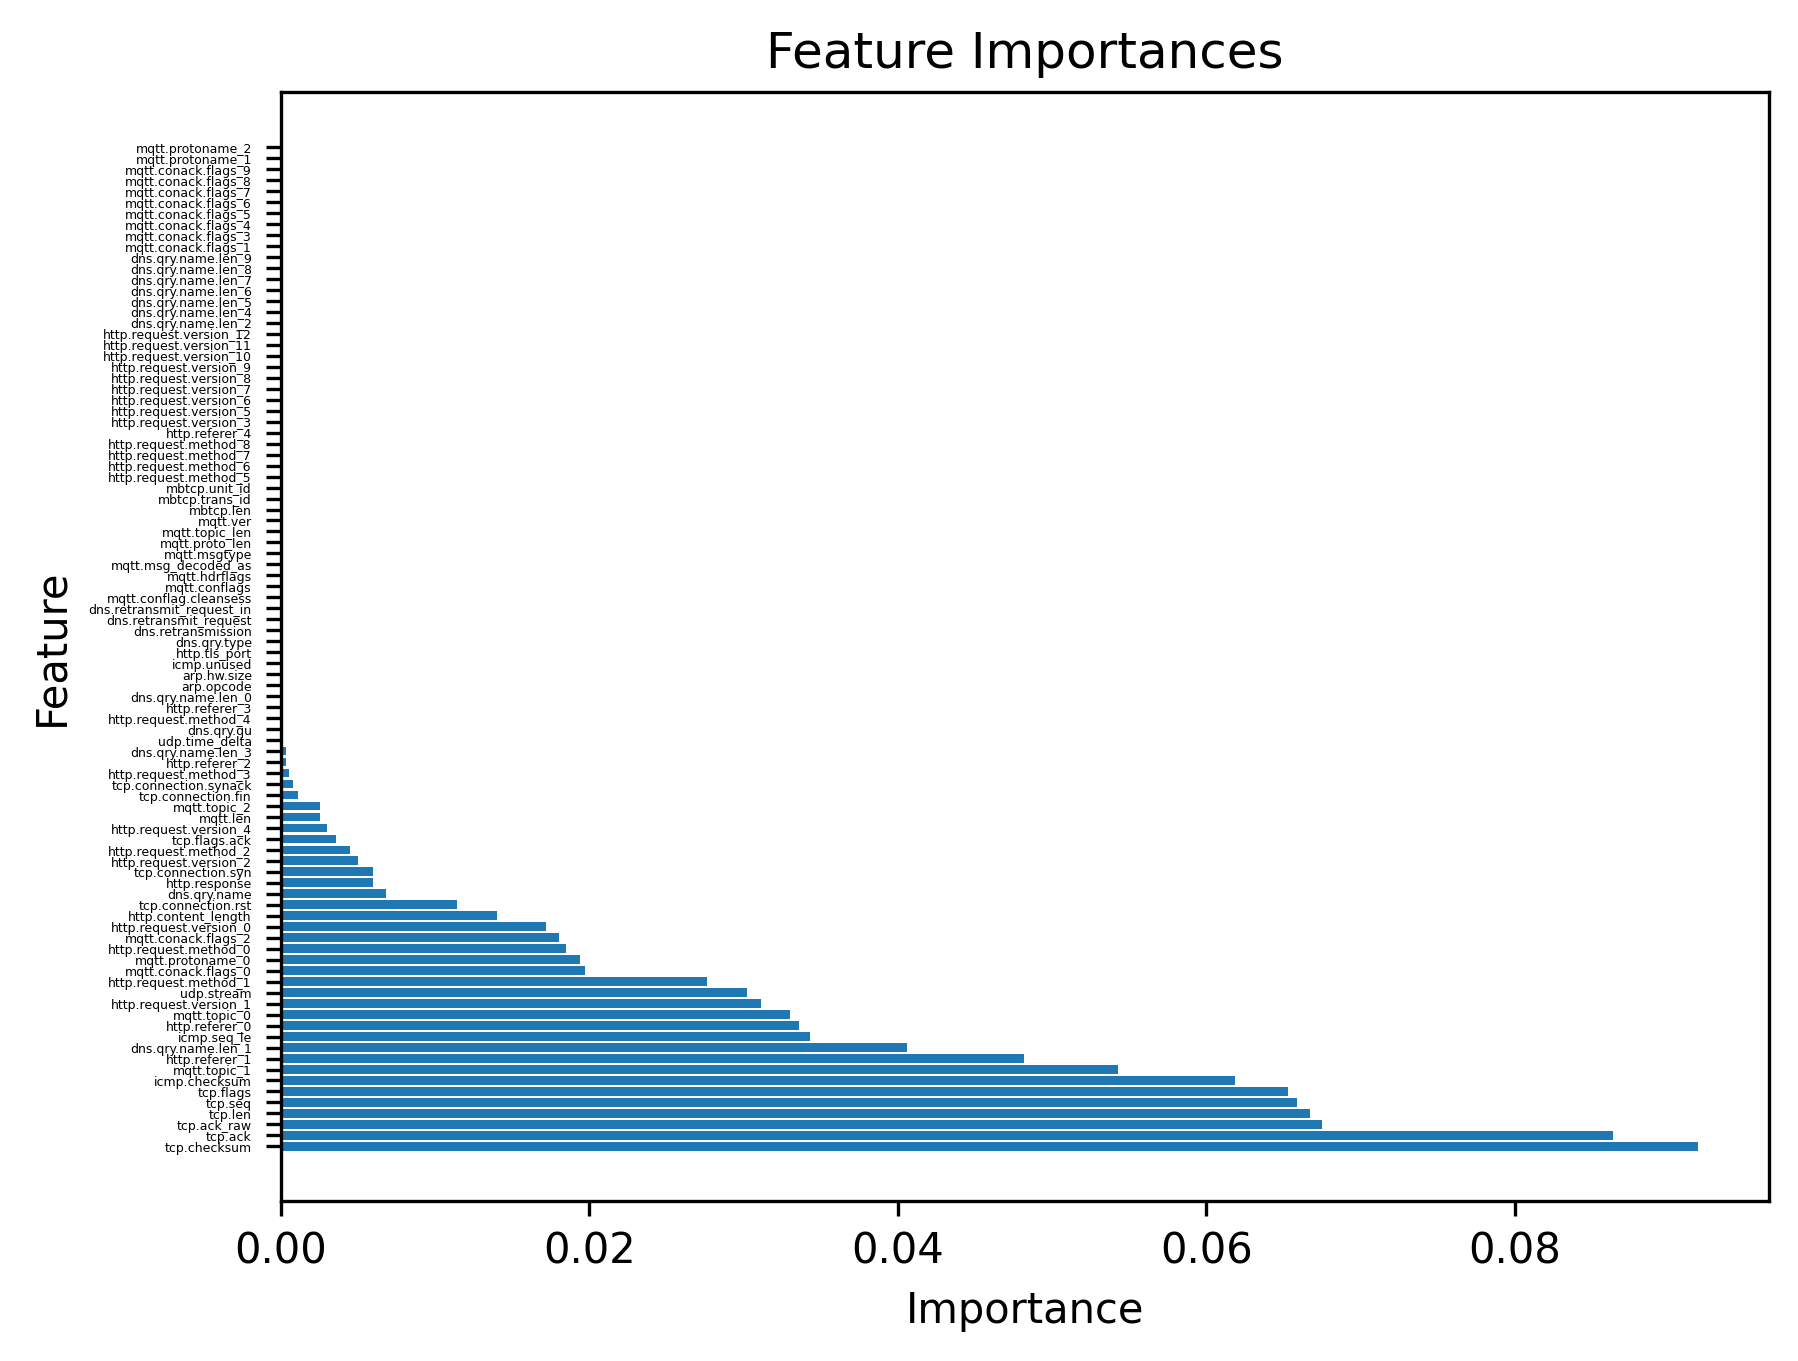 Feature Importances
Feature
mqtt.protoname_2
mqtt.protoname_1
mqtt.conack.flags_9
mqtt.conack.flags_8
mqtt.conack.flags_7
mqtt.conack.flags_6
mqtt.conack.flags_5
mqtt.conack.flags_4
mqtt.conack.flags_3
mqtt.conack.flags_1
dns.qry.name.len_9
dns.qry.name.len_8
dns.qry.name.len_7
dns.qry.name.len_6
dns.qry.name.len_5
dns.qry.name.len_4
dns.qry.name.len_2
http.request.version_12
http.request.version_11
http.request.version_10
http.request.version_9
http.request.version_8
http.request.version_7
http.request.version_6
http.request.version_5
http.request.version_3
http.referer_4
http.request.method_8
http.request.method_7
http.request.method_6
http.request.method_5
mbtcp.unit_id
mbtcp.trans_id
mbtcp.len
mqtt.ver
mqtt.topic_len
mqtt.proto_len
mqtt.msgtype
mqtt.msg_decoded_as
mqtt.hdrflags
mqtt.conflags
mqtt.conflag.cleansess
dns.retransmit_request_in
dns.retransmit_request
dns.retransmission
dns.qry.type
http.tls_port
icmp.unused
arp.hw.size
arp.opcode
dns.qry.name.len_0
http.referer_3
http.request.method_4
dns.qry.qu
udp.time_delta
dns.qry.name.len_3
http.referer_2
http.request.method_3
tcp.connection.synack
tcp.connection.fin
mqtt.topic_2
mqtt.len
http.request.version_4
tcp.flags.ack
http.request.method_2
http.request.version_2
tcp.connection.syn
http.response
dns.qry.name
tcp.connection.rst
http.content_length
http.request.version_0
mqtt.conack.flags_2
http.request.method_0
mqtt.protoname_0
mqtt.conack.flags_0
http.request.method_1
udp.stream
http.request.version_1
mqtt.topic_0
http.referer_0
icmp.seq_le
dns.qry.name.len_1
http.referer_1
mqtt.topic_1
icmp.checksum
tcp.flags
tcp.seq
tcp.len
tcp.ack_raw
tcp.ack
tcp.checksum
0.00 0.02 0.04 0.06 0.08
Importance